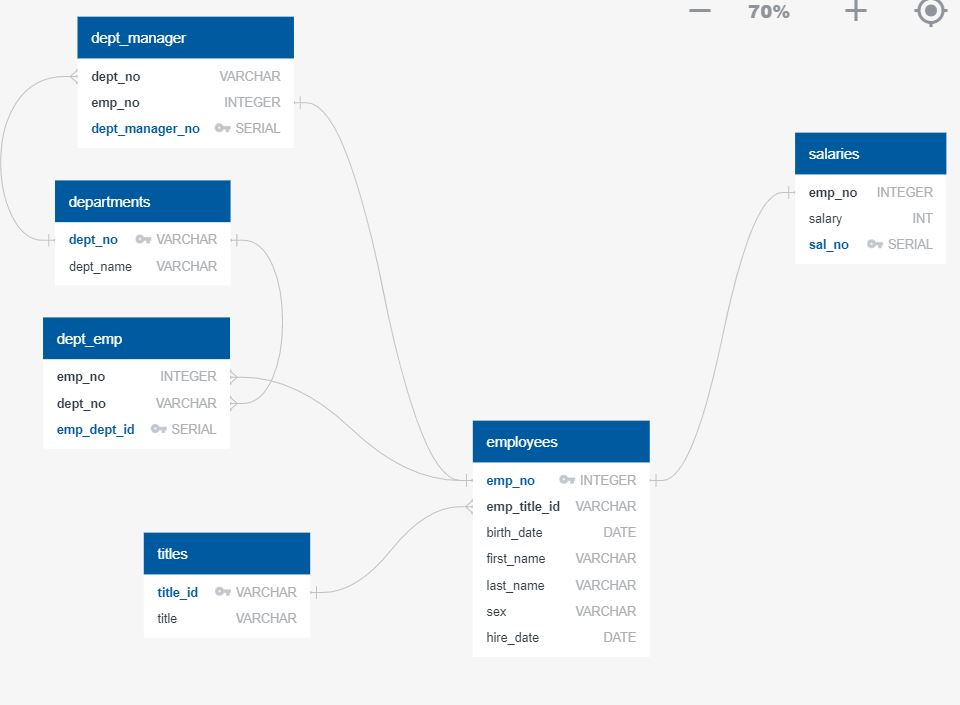 70%
dept_manager
dept_no VARCHAR
emp_no INTEGER
dept_manager_no SERIAL
departments
dept_no VARCHAR
dept_name VARCHAR
dept_emp
emp_no INTEGER
dept_no VARCHAR
emp_dept_id SERIAL
titles
title_id VARCHAR
title VARCHAR
employees
emp_no INTEGER
emp_title_id VARCHAR
birth_date DATE
first_name VARCHAR
last_name VARCHAR
sex VARCHAR
hire_date DATE
salaries
emp_no INTEGER
salary INT
sal_no SERIAL